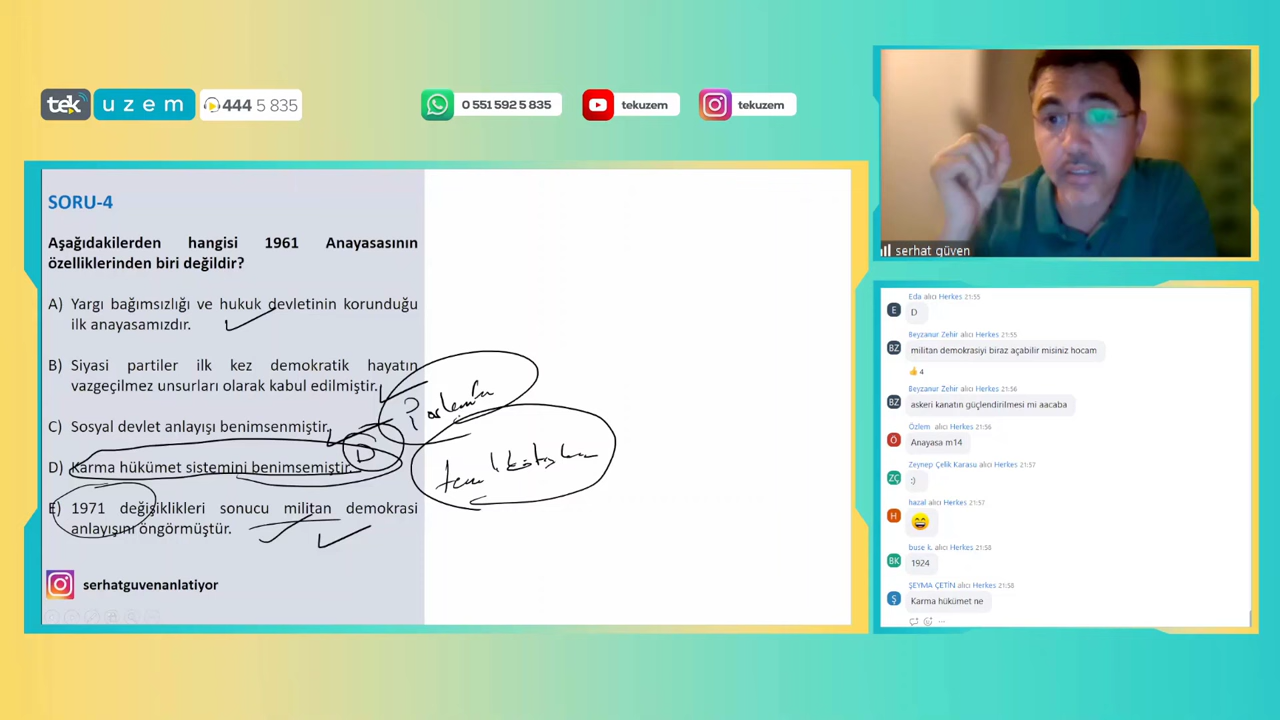 tek uzem 444 5 835
0 551 592 5 835
tekuzem
tekuzem
SORU-4
Aşağıdakilerden hangisi 1961 Anayasasının
özelliklerinden biri değildir?
A) Yargı bağımsızlığı ve hukuk devletinin korunduğu
ilk anayasamızdır.
B) Siyasi partiler ilk kez demokratik hayatın
vazgeçilmez unsurları olarak kabul edilmiştir.
C) Sosyal devlet anlayışı benimsenmiştir.
D) Karma hükümet sistemini benimsemiştir.
E) 1971 değişiklikleri sonucu militan demokrasi
anlayışını öngörmüştür.
D
serhatguvenanlatiyor
serhat güven
Eda alıcı Herkes 21:55
E D
Beyzanur Zehir alıcı Herkes 21:55
BZ militan demokrasiyi biraz açabilir misiniz hocam
4
Beyzanur Zehir alıcı Herkes 21:56
BZ askeri kanatın güçlendirilmesi mi aacaba
Özlem alıcı Herkes 21:56
Ö Anayasa m14
Zeynep Çelik Karasu alıcı Herkes 21:57
ZÇ :)
hazal alıcı Herkes 21:57
H
buse k. alıcı Herkes 21:58
BK 1924
ŞEYMA ÇETİN alıcı Herkes 21:58
Ş Karma hükümet ne